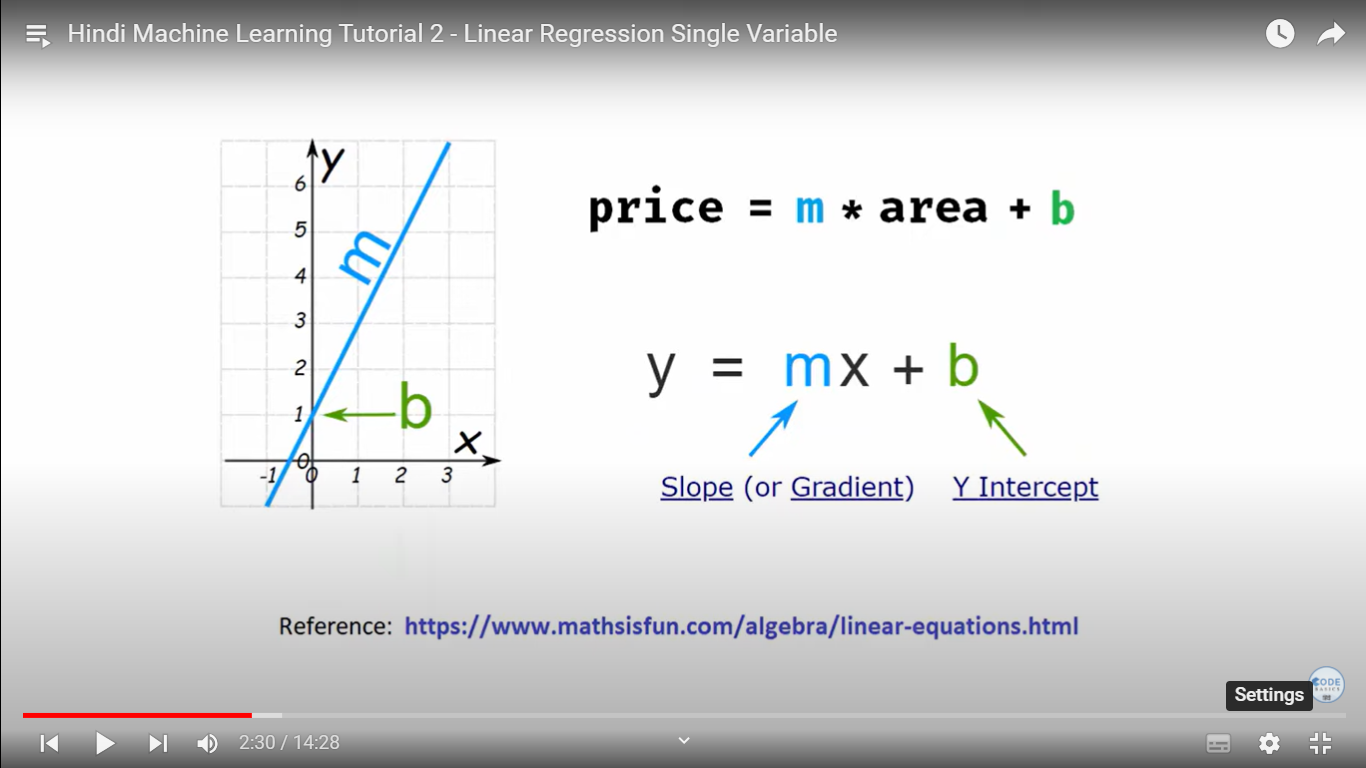 Hindi Machine Learning Tutorial 2 - Linear Regression Single Variable
y
6
5
4
3
2
1
0
-1 0 1 2 3
x
m
b
price = m * area + b
y = mx + b
Slope (or Gradient) Y Intercept
Reference: https://www.mathsisfun.com/algebra/linear-equations.html
CODE
BASICS
Settings
2:30 / 14:28